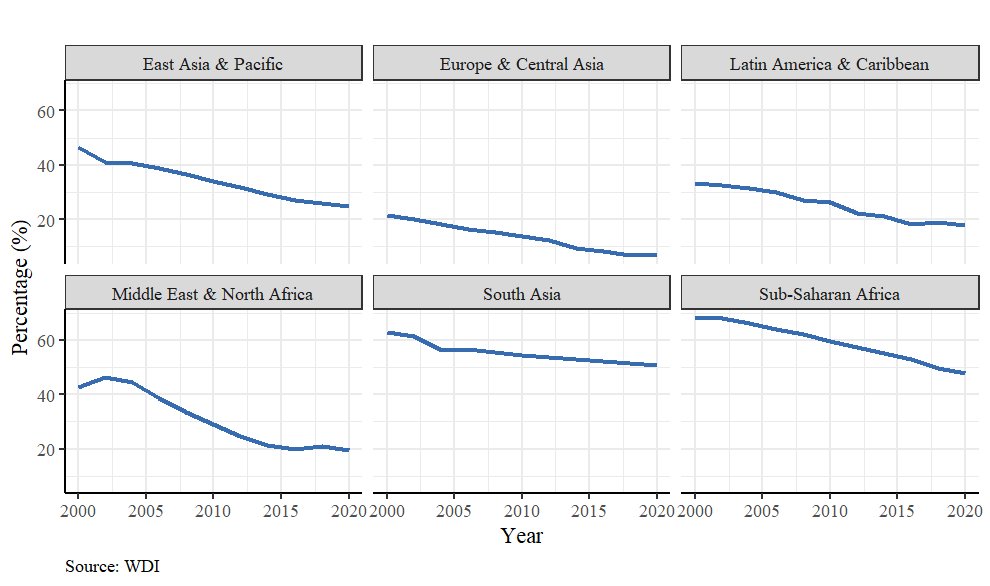 East Asia & Pacific
Europe & Central Asia
Latin America & Caribbean
60
40
20
Percentage (%)
Middle East & North Africa
South Asia
Sub-Saharan Africa
60
40
20
2000 2005 2010 2015 2020
2000 2005 2010 2015 2020
2000 2005 2010 2015 2020
Year
Source: WDI